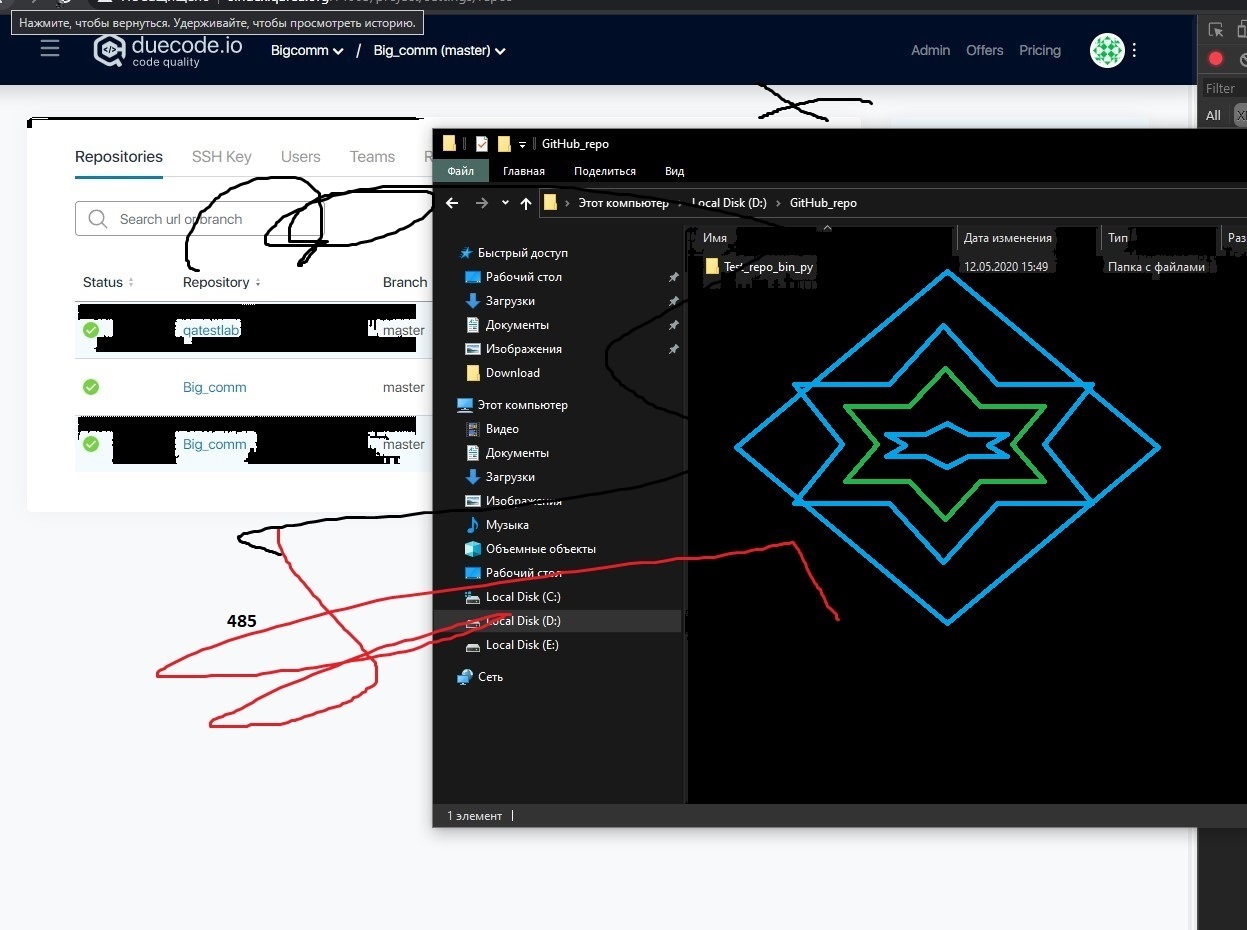 Нажмите, чтобы вернуться. Удерживайте, чтобы просмотреть историю.
duecode.io
code quality
Bigcomm / Big_comm (master)
Admin Offers Pricing
Filter
All
Repositories SSH Key Users Teams
Search url or branch
Status Repository Branch
qatestlab master
Big_comm master
Big_comm master
485
GitHub_repo
Файл Главная Поделиться Вид
Этот компьютер › Local Disk (D:) › GitHub_repo
Имя Дата изменения Тип Раз
Test_repo_bin_py 12.05.2020 15:49 Папка с файлами
Быстрый доступ
Рабочий стол
Загрузки
Документы
Изображения
Download
Этот компьютер
Видео
Документы
Загрузки
Изображения
Музыка
Объемные объекты
Рабочий стол
Local Disk (C:)
Local Disk (D:)
Local Disk (E:)
Сеть
1 элемент